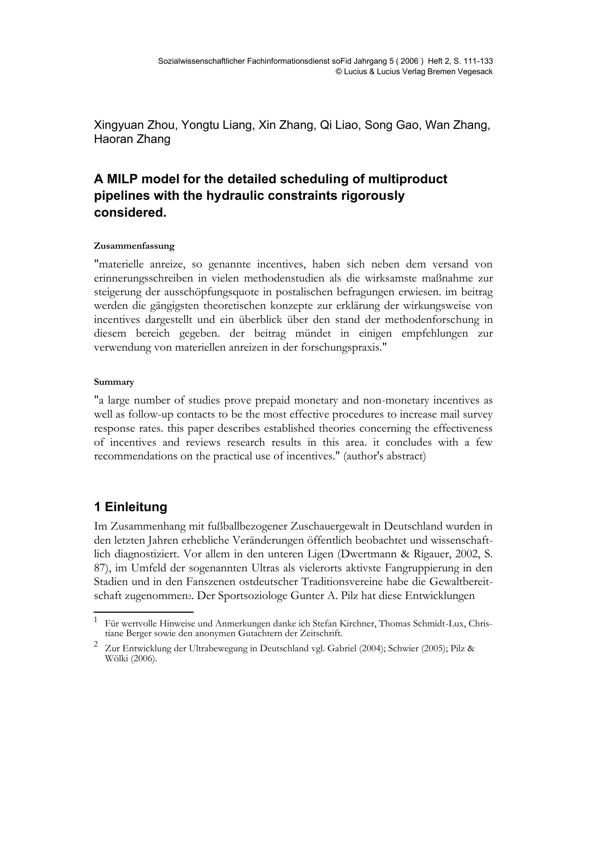 Sozialwissenschaftlicher Fachinformationsdienst soFid Jahrgang 5 ( 2006 ) Heft 2, S. 111-133
© Lucius & Lucius Verlag Bremen Vegesack
Xingyuan Zhou, Yongtu Liang, Xin Zhang, Qi Liao, Song Gao, Wan Zhang,
Haoran Zhang
A MILP model for the detailed scheduling of multiproduct
pipelines with the hydraulic constraints rigorously
considered.
Zusammenfassung
"materielle anreize, so genannte incentives, haben sich neben dem versand von
erinnerungsschreiben in vielen methodenstudien als die wirksamste maßnahme zur
steigerung der ausschöpfungsquote in postalischen befragungen erwiesen. im beitrag
werden die gängigsten theoretischen konzepte zur erklärung der wirkungsweise von
incentives dargestellt und ein überblick über den stand der methodenforschung in
diesem bereich gegeben. der beitrag mündet in einigen empfehlungen zur
verwendung von materiellen anreizen in der forschungspraxis."
Summary
"a large number of studies prove prepaid monetary and non-monetary incentives as
well as follow-up contacts to be the most effective procedures to increase mail survey
response rates. this paper describes established theories concerning the effectiveness
of incentives and reviews research results in this area. it concludes with a few
recommendations on the practical use of incentives." (author's abstract)
1 Einleitung
Im Zusammenhang mit fußballbezogener Zuschauergewalt in Deutschland wurden in
den letzten Jahren erhebliche Veränderungen öffentlich beobachtet und wissenschaft-
lich diagnostiziert. Vor allem in den unteren Ligen (Dwertmann & Rigauer, 2002, S.
87), im Umfeld der sogenannten Ultras als vielerorts aktivste Fangruppierung in den
Stadien und in den Fanszenen ostdeutscher Traditionsvereine habe die Gewaltbereit-
schaft zugenommen2. Der Sportsoziologe Gunter A. Pilz hat diese Entwicklungen
1 Für wertvolle Hinweise und Anmerkungen danke ich Stefan Kirchner, Thomas Schmidt-Lux, Chris-
tiane Berger sowie den anonymen Gutachtern der Zeitschrift.
2 Zur Entwicklung der Ultrabewegung in Deutschland vgl. Gabriel (2004); Schwier (2005); Pilz &
Wölki (2006).